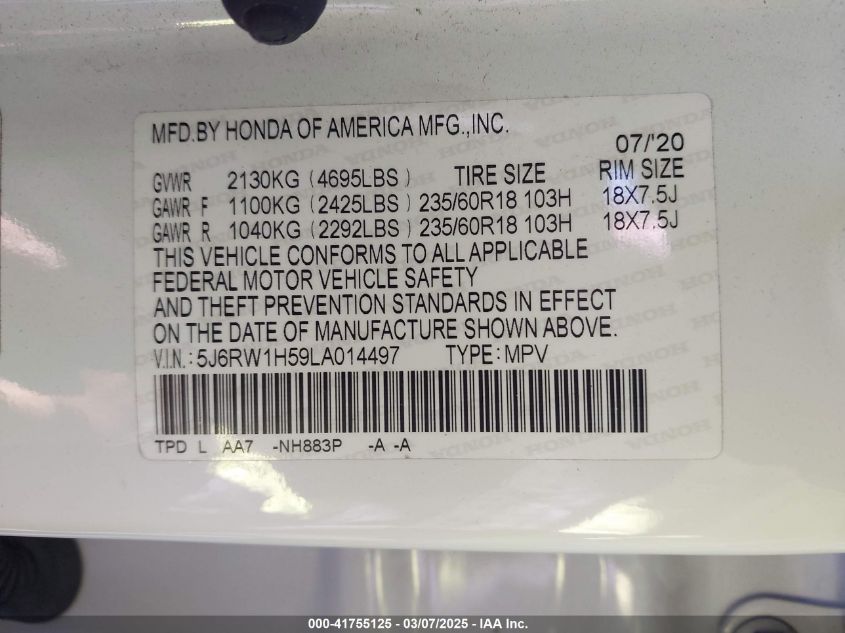 MFD.BY HONDA OF AMERICA MFG.,INC.
07/'20
GVWR 2130KG (4695LBS) TIRE SIZE RIM SIZE
GAWR F 1100KG (2425LBS) 235/60R18 103H 18X7.5J
GAWR R 1040KG (2292LBS) 235/60R18 103H 18X7.5J
THIS VEHICLE CONFORMS TO ALL APPLICABLE
FEDERAL MOTOR VEHICLE SAFETY
AND THEFT PREVENTION STANDARDS IN EFFECT
ON THE DATE OF MANUFACTURE SHOWN ABOVE.
V.I.N.: 5J6RW1H59LA014497 TYPE: MPV
TPD L AA7 -NH883P -A -A
000-41755125 - 03/07/2025 - IAA Inc.